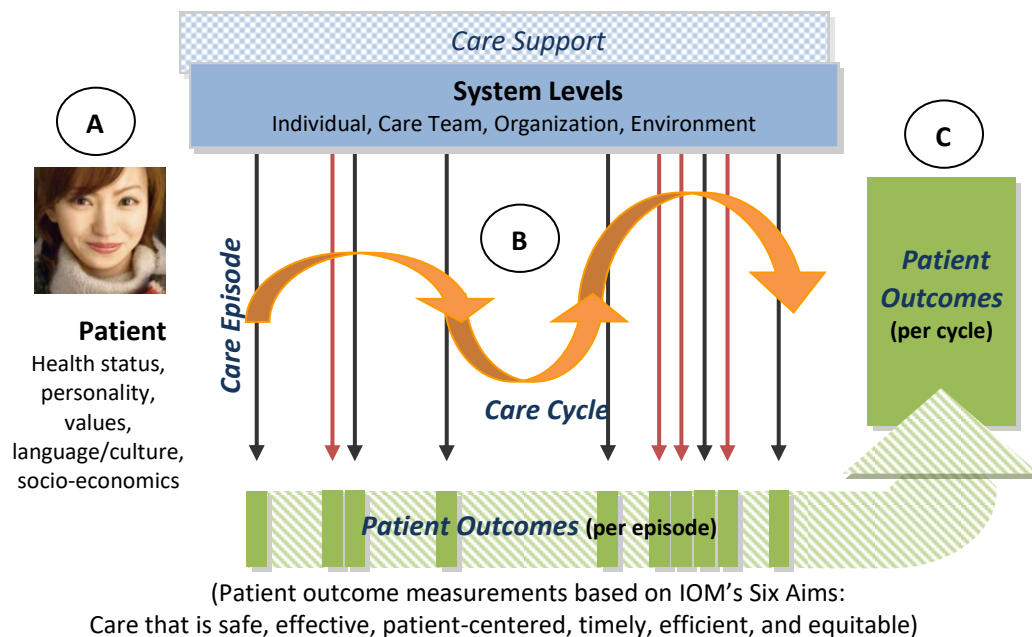 Care Support
System Levels
Individual, Care Team, Organization, Environment
A
Patient
Health status,
personality,
values,
language/culture,
socio-economics
Care Episode
B
Care Cycle
C
Patient
Outcomes
(per cycle)
Patient Outcomes (per episode)
(Patient outcome measurements based on IOM’s Six Aims:
Care that is safe, effective, patient-centered, timely, efficient, and equitable)